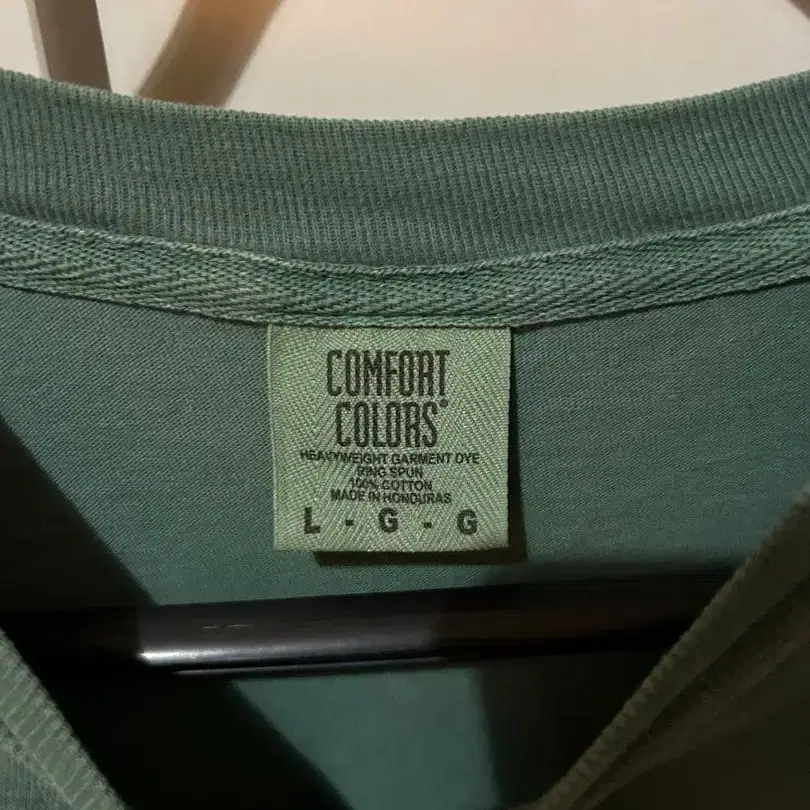 COMFORT
COLORS®
HEAVYWEIGHT GARMENT DYE
RING SPUN
100% COTTON
MADE IN HONDURAS
L - G - G